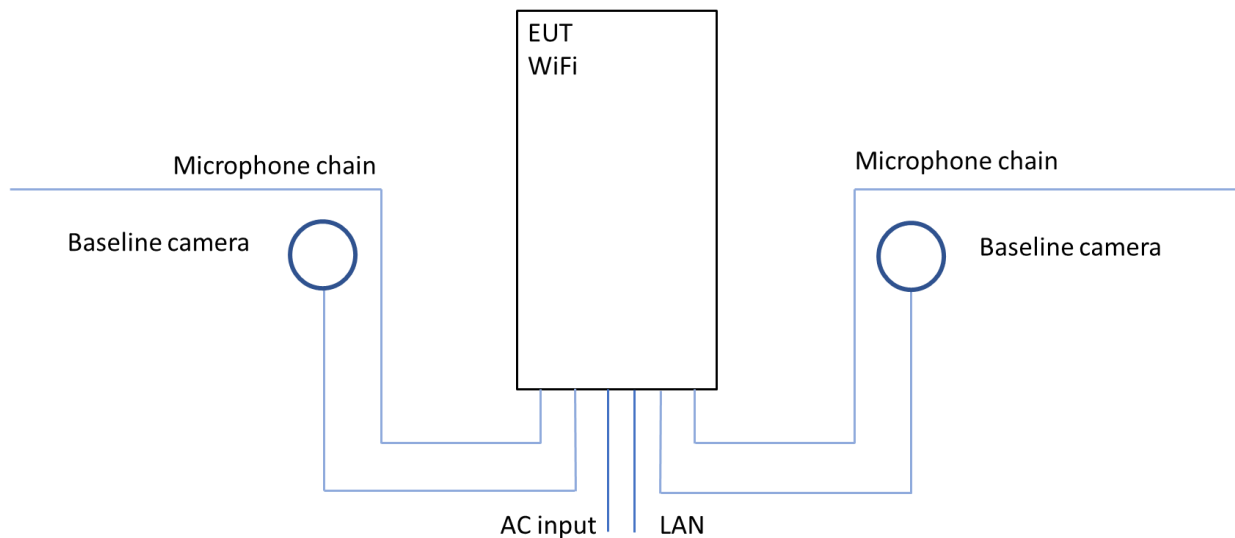 EUT
WiFi
Microphone chain
Microphone chain
Baseline camera
Baseline camera
AC input
LAN